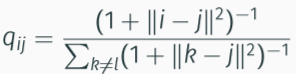 q_{ij} = \frac{(1 + \|i - j\|^2)^{-1}}{\sum_{k \neq l}(1 + \|k - j\|^2)^{-1}}